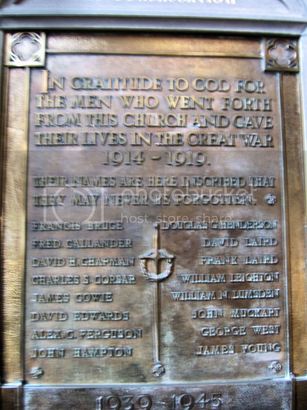 IN GRATITUDE TO GOD FOR
THE MEN WHO WENT FORTH
FROM THIS CHURCH AND GAVE
THEIR LIVES IN THE GREAT WAR
1914 - 1919.
THEIR NAMES ARE HERE INSCRIBED THAT
THEY MAY NEVER BE FORGOTTEN.
photobucket
FRANCIS BRUCE DOUGLAS HENDERSON
FRED. CALLANDER DAVID LAIRD
DAVID H. CHAPMAN FRANK LAIRD
CHARLES S. CORSAR WILLIAM LEIGHTON
JAMES COWIE WILLIAM N. LUMSDEN
DAVID EDWARDS JOHN MUCKART
ALEX. C. FERGUSON GEORGE WEST
JOHN HAMPTON JAMES YOUNG
1939 - 1945